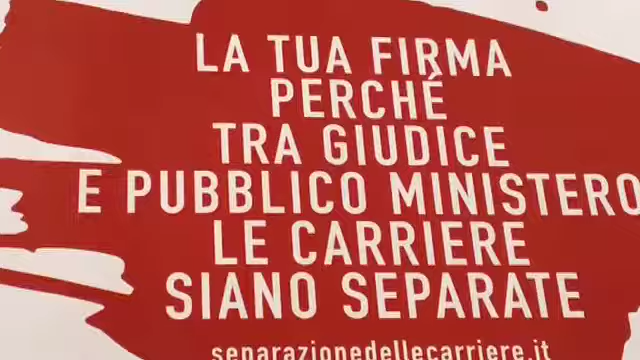 LA TUA FIRMA
PERCHÉ
TRA GIUDICE
E PUBBLICO MINISTERO
LE CARRIERE
SIANO SEPARATE
separazionedellecarriere.it